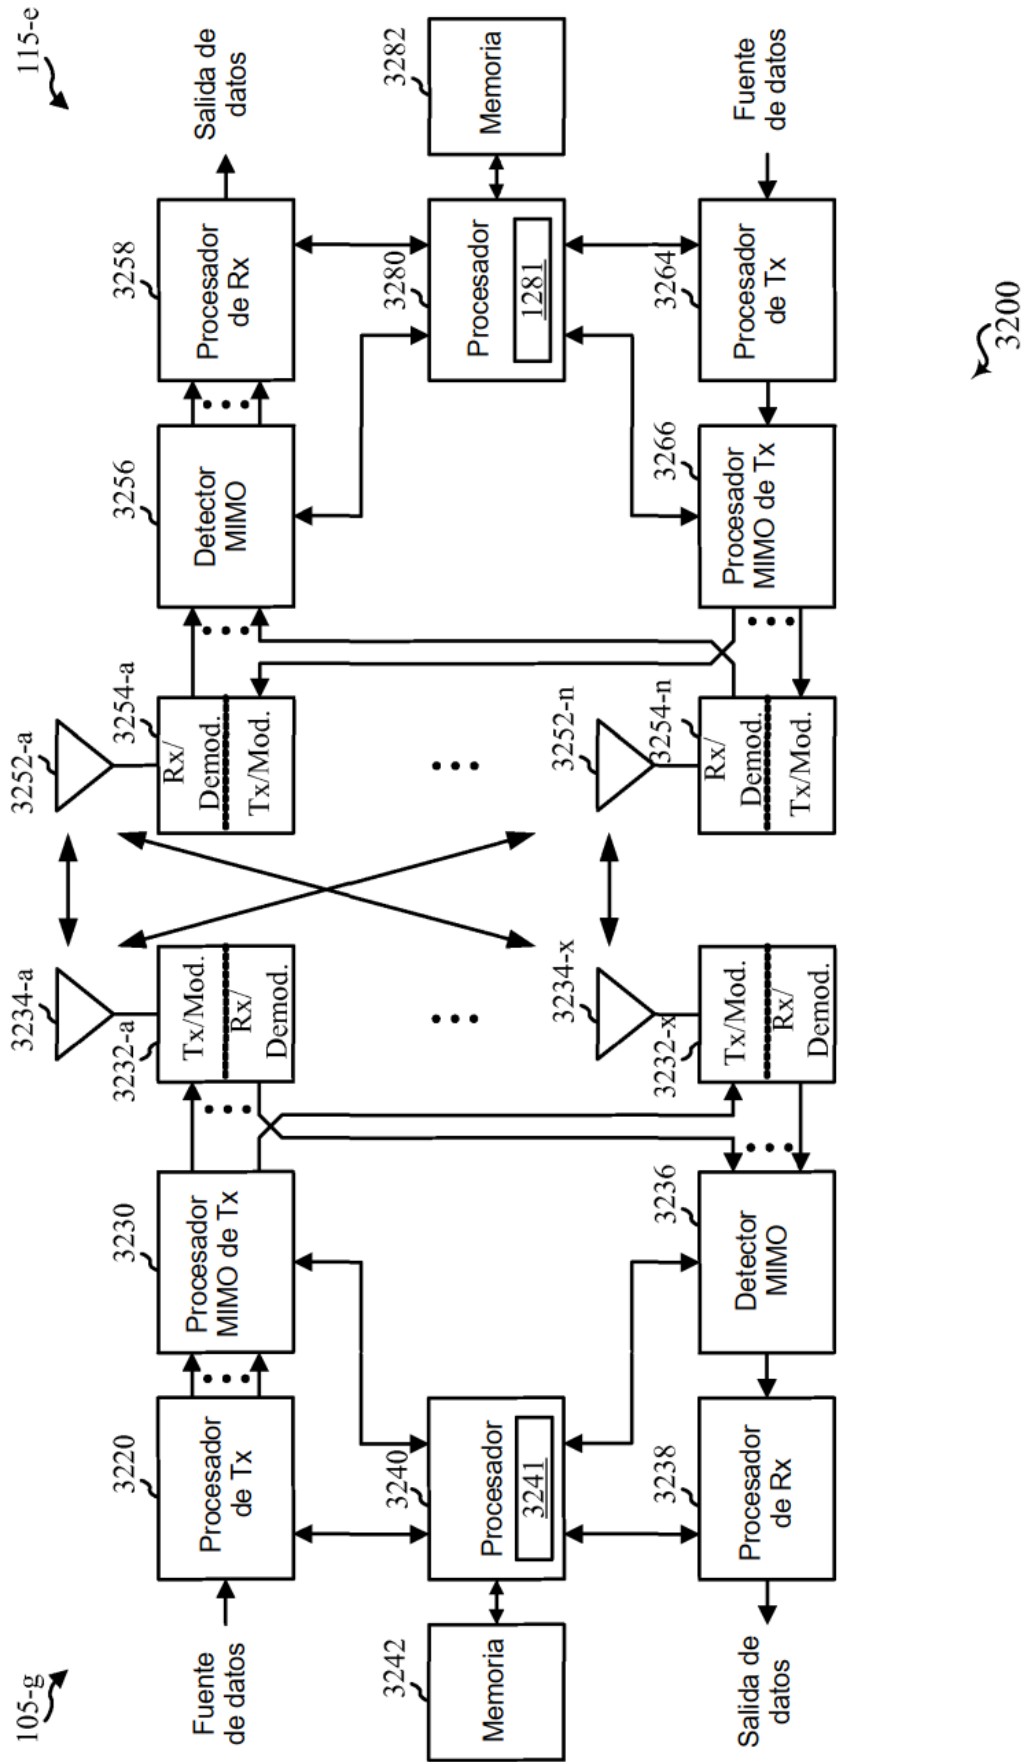 105-g
115-e
3234-a
3252-a
3220
3230
3232-a
3254-a
3256
3258
Fuente
de datos
Procesador
de Tx
Procesador
MIMO de Tx
Tx/Mod.
Rx/
Demod.
Rx/
Demod.
Tx/Mod.
Detector
MIMO
Procesador
de Rx
Salida de
datos
3242
3240
3280
3282
Memoria
Procesador
3241
Procesador
1281
Memoria
3234-x
3252-n
3238
3236
3232-x
3254-n
3266
3264
Salida de
datos
Procesador
de Rx
Detector
MIMO
Tx/Mod.
Rx/
Demod.
Rx/
Demod.
Tx/Mod.
Procesador
MIMO de Tx
Procesador
de Tx
Fuente
de datos
3200